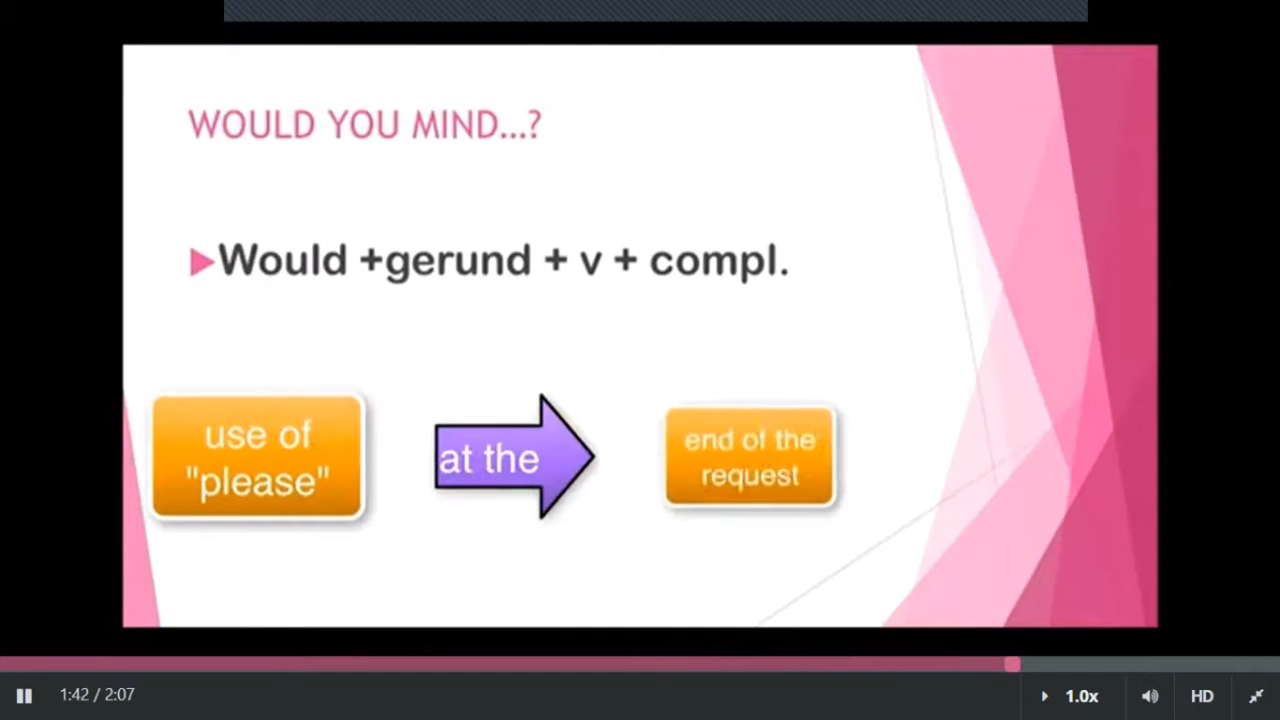 WOULD YOU MIND...?
Would +gerund + v + compl.
use of
"please"
at the
end of the
request
1:42 / 2:07
1.0x
HD